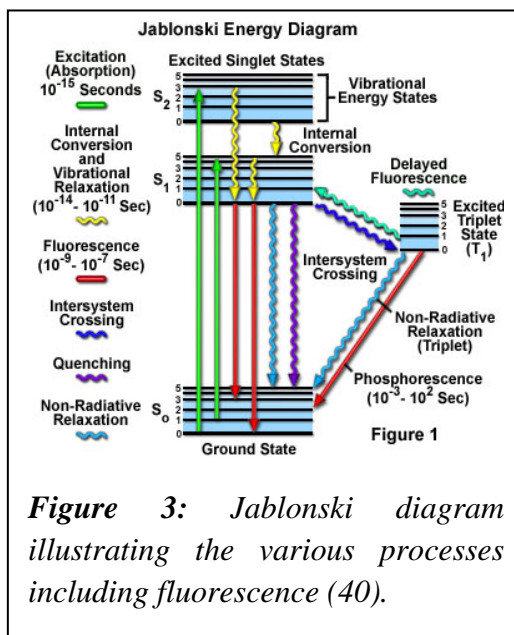 Jablonski Energy Diagram
Excitation
(Absorption)
10-15 Seconds
Internal
Conversion
and
Vibrational
Relaxation
(10-14 - 10-11 Sec)
Fluorescence
(10-9 - 10-7 Sec)
Intersystem
Crossing
Quenching
Non-Radiative
Relaxation
Excited Singlet States
S2
5
4
3
2
1
0
Vibrational
Energy States
Internal
Conversion
S1
5
4
3
2
1
0
Delayed
Fluorescence
Excited
Triplet
State
(T1)
5
4
3
2
1
0
Intersystem
Crossing
Non-Radiative
Relaxation
(Triplet)
Phosphorescence
(10-3 - 102 Sec)
So
5
4
3
2
1
0
Ground State
Figure 1
Figure 3: Jablonski diagram
illustrating the various processes
including fluorescence (40).